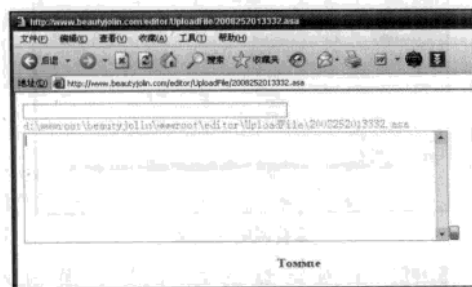 http://www.beautyjolin.com/editor/UploadFile/2008252013332.asa
文件(F) 编辑(E) 查看(V) 收藏(A) 工具(T) 帮助(H)
后退 搜索 收藏夹
地址(D) http://www.beautyjolin.com/editor/UploadFile/2008252013332.asa
d:\wwwroot\beautyjolin\wwwroot\editor\UploadFile\2008252013332.asa
Tommie